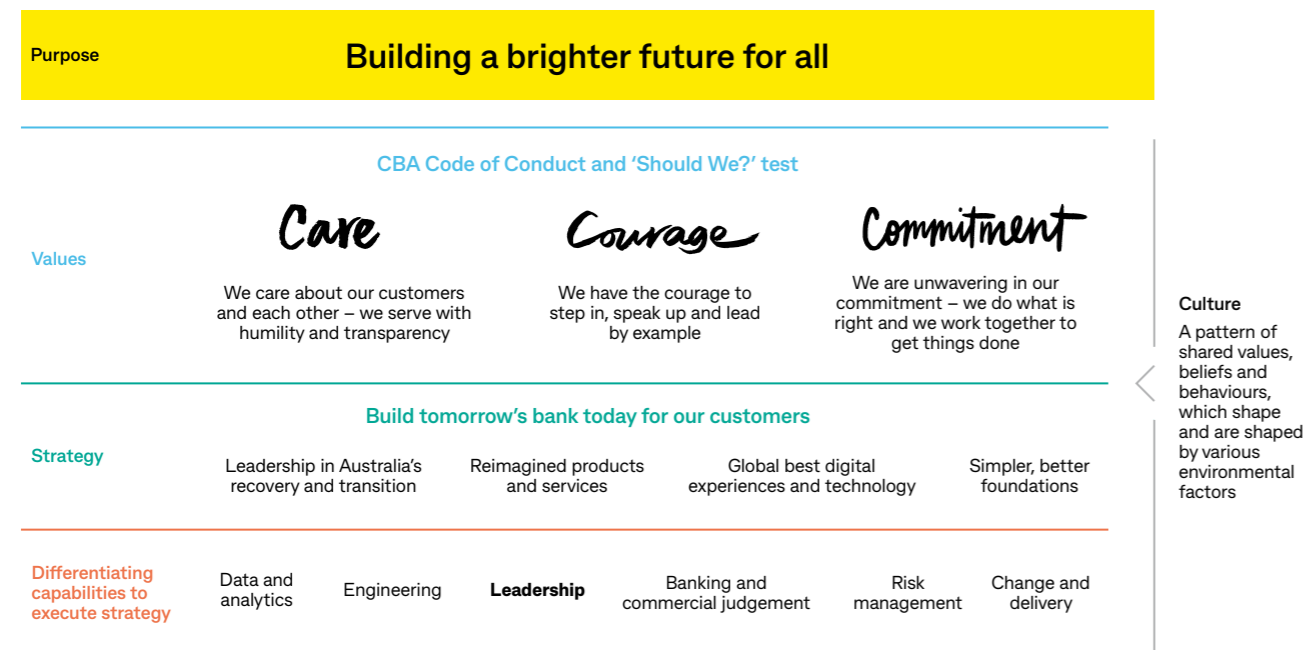 Purpose
Building a brighter future for all
CBA Code of Conduct and ‘Should We?’ test
Values
Care
We care about our customers
and each other – we serve with
humility and transparency
Courage
We have the courage to
step in, speak up and lead
by example
Commitment
We are unwavering in our
commitment – we do what is
right and we work together to
get things done
Build tomorrow’s bank today for our customers
Strategy
Leadership in Australia’s
recovery and transition
Reimagined products
and services
Global best digital
experiences and technology
Simpler, better
foundations
Differentiating
capabilities to
execute strategy
Data and
analytics
Engineering
Leadership
Banking and
commercial judgement
Risk
management
Change and
delivery
Culture
A pattern of
shared values,
beliefs and
behaviours,
which shape
and are shaped
by various
environmental
factors